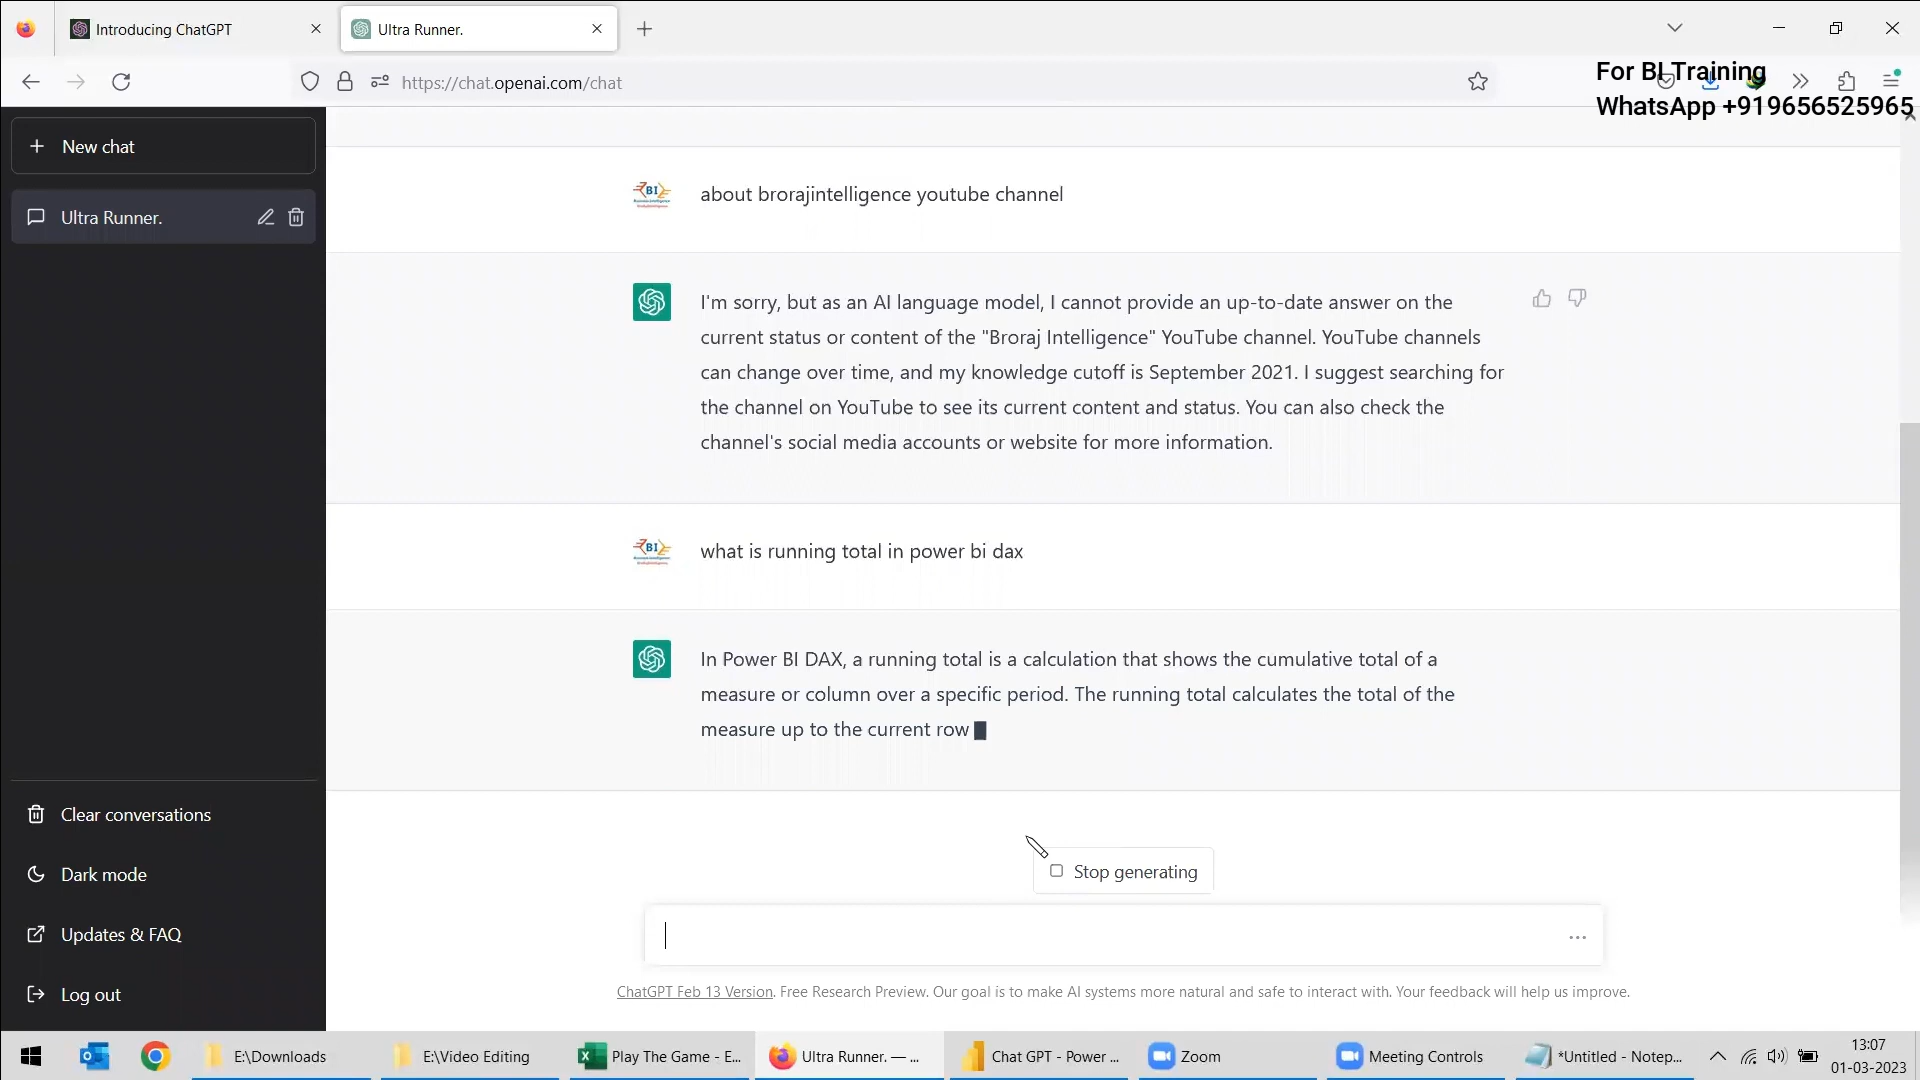 Introducing ChatGPT
Ultra Runner.
https://chat.openai.com/chat
For BI Training
WhatsApp +919656525965
New chat
Ultra Runner.
about brorajintelligence youtube channel
I'm sorry, but as an AI language model, I cannot provide an up-to-date answer on the
current status or content of the "Broraj Intelligence" YouTube channel. YouTube channels
can change over time, and my knowledge cutoff is September 2021. I suggest searching for
the channel on YouTube to see its current content and status. You can also check the
channel's social media accounts or website for more information.
BI
what is running total in power bi dax
In Power BI DAX, a running total is a calculation that shows the cumulative total of a
measure or column over a specific period. The running total calculates the total of the
measure up to the current row
Clear conversations
Dark mode
Updates & FAQ
Log out
Stop generating
ChatGPT Feb 13 Version. Free Research Preview. Our goal is to make AI systems more natural and safe to interact with. Your feedback will help us improve.
E:\Downloads
E:\Video Editing
Play The Game - E...
Ultra Runner. — ...
Chat GPT - Power ...
Zoom
Meeting Controls
*Untitled - Notep...
13:07
01-03-2023